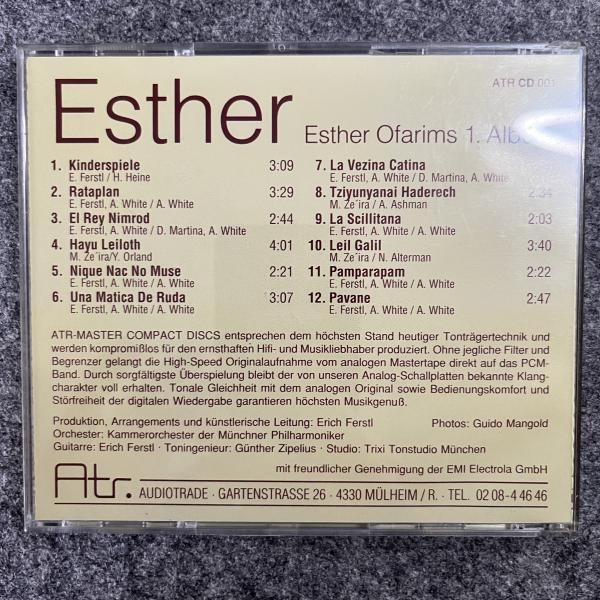 Esther
ATR CD 001
Esther Ofarims 1.
1. Kinderspiele 3:09
E. Ferstl / H. Heine
2. Rataplan 3:29
E. Ferstl, A. White / A. White
3. El Rey Nimrod 2:44
E. Ferstl, A. White / D. Martina, A. White
4. Hayu Leiloth 4:01
M. Ze´ira/Y. Orland
5. Nique Nac No Muse 2:21
E. Ferstl, A. White / A. White
6. Una Matica De Ruda 3:07
E. Ferstl, A. White / A. White
7. La Vezina Catina
E. Ferstl, A. White / D. Martina, A. White
8. Tziyunyanai Haderech 2:34
M. Ze´ira / A. Ashman
9. La Scillitana 2:03
E. Ferstl, A. White / A. White
10. Leil Galil 3:40
M. Ze´ira / N. Alterman
11. Pamparapam 2:22
E. Ferstl, A. White / A. White
12. Pavane 2:47
E. Ferstl, A. White / A. White
ATR-MASTER COMPACT DISCS entsprechen dem höchsten Stand heutiger Tonträgertechnik und
werden kompromißlos für den ernsthaften Hifi- und Musikliebhaber produziert. Ohne jegliche Filter und
Begrenzer gelangt die High-Speed Originalaufnahme vom analogen Mastertape direkt auf das PCM-
Band. Durch sorgfältigste Überspielung bleibt der von unseren Analog-Schallplatten bekannte Klang-
charakter voll erhalten. Tonale Gleichheit mit dem analogen Original sowie Bedienungskomfort und
Störfreiheit der digitalen Wiedergabe garantieren höchsten Musikgenuß.
Produktion, Arrangements und künstlerische Leitung: Erich Ferstl Photos: Guido Mangold
Orchester: Kammerorchester der Münchner Philharmoniker
Guitarre: Erich Ferstl · Toningenieur: Günther Zipelius · Studio: Trixi Tonstudio München
mit freundlicher Genehmigung der EMI Electrola GmbH
Atr. AUDIOTRADE · GARTENSTRASSE 26 · 4330 MÜLHEIM / R. · TEL. 02 08-4 46 46